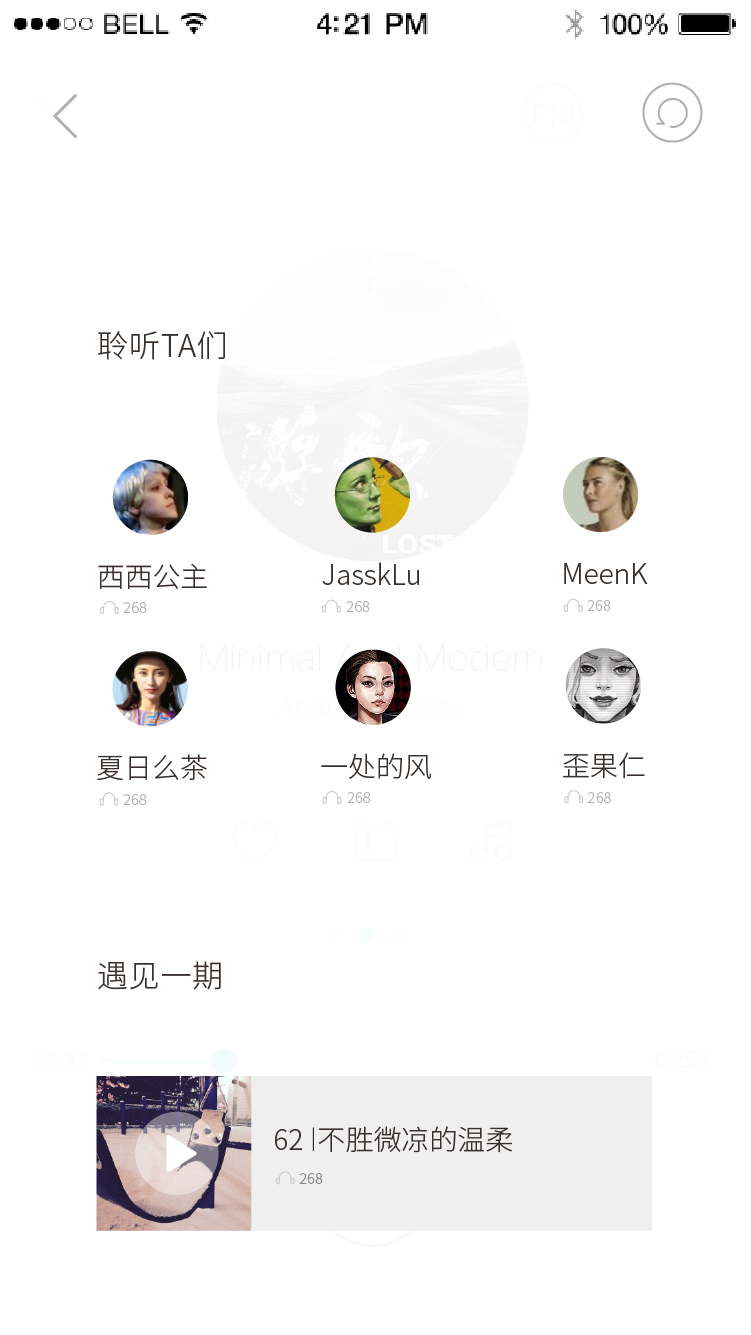 BELL 4:21 PM 100%
FM
聆听TA们
LOST
西西公主 JasskLu MeenK
268 268 268
Minimal And Modern
夏日么茶 一处的风 歪果仁
268 268 268
遇见一期
01:22 03:58
62 |不胜微凉的温柔
268